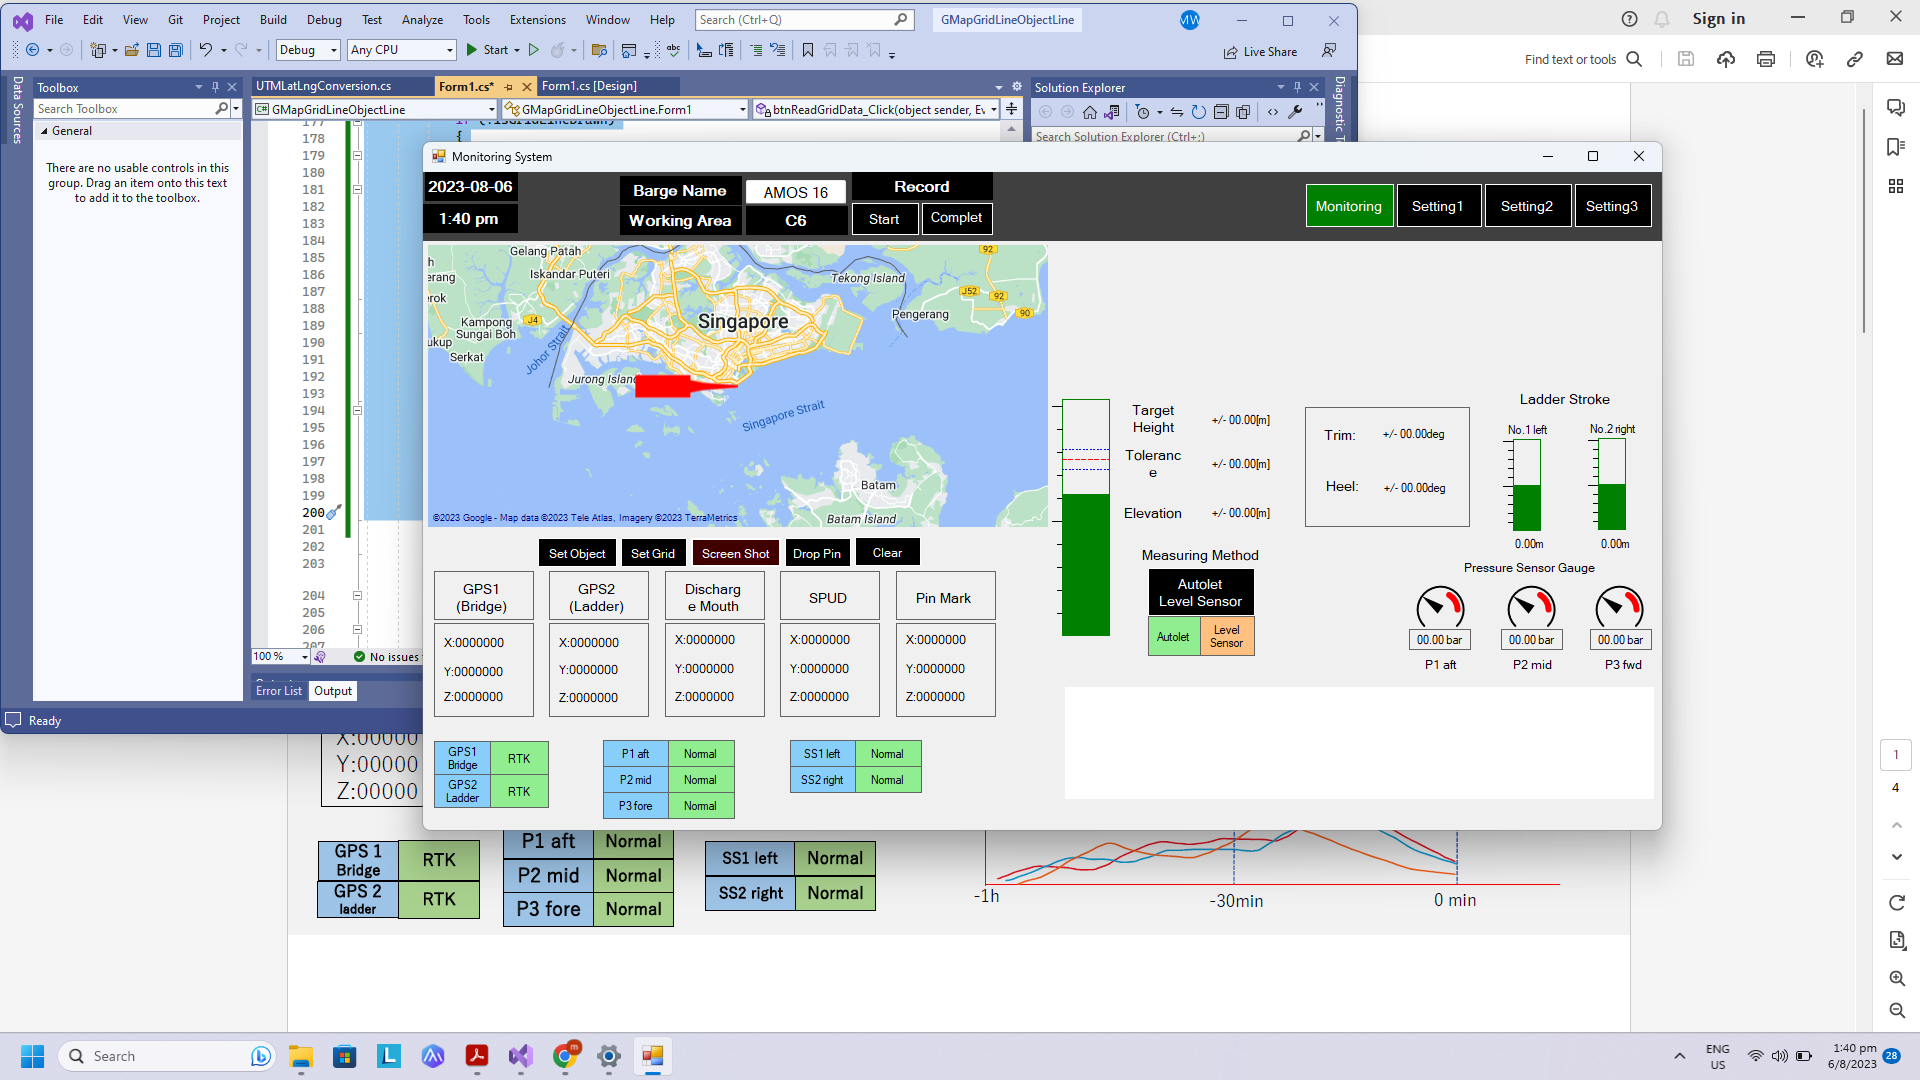 File Edit View Git Project Build Debug Test Analyze Tools Extensions Window Help Search (Ctrl+Q) GMapGridLineObjectLine MW
Sign in
Debug Any CPU Start Live Share
Find text or tools
Data Sources
Toolbox
Search Toolbox
General
There are no usable controls in this
group. Drag an item onto this text
to add it to the toolbox.
UTMLatLngConversion.cs Form1.cs* Form1.cs [Design]
C# GMapGridLineObjectLine GMapGridLineObjectLine.Form1 btnReadGridData_Click(object sender, Ev
Solution Explorer
Search Solution Explorer (Ctrl+;)
178 {
179
180
181
182
183
184
185
186
187
188
189
190
191
192
193
194
195
196
197
198
199
200
201
202
203
204
205
206
100 % No issues
Error List Output
Ready
Monitoring System
2023-08-06
1:40 pm
Barge Name AMOS 16
Working Area C6
Record
Start Complet
Monitoring Setting1 Setting2 Setting3
Gelang Patah
Iskandar Puteri
erang
rok
Kampong
Sungai Boh
J4
Serkat
Johor Strait
Jurong Island
Singapore
Tekong Island
Pengerang
92
J52
92
90
Singapore Strait
Batam
Batam Island
©2023 Google - Map data ©2023 Tele Atlas, Imagery ©2023 TerraMetrics
Set Object Set Grid Screen Shot Drop Pin Clear
GPS1
(Bridge)
X:0000000
Y:0000000
Z:0000000
GPS2
(Ladder)
X:0000000
Y:0000000
Z:0000000
Discharg
e Mouth
X:0000000
Y:0000000
Z:0000000
SPUD
X:0000000
Y:0000000
Z:0000000
Pin Mark
X:0000000
Y:0000000
Z:0000000
GPS1
Bridge
RTK
GPS2
Ladder
RTK
P1 aft Normal
P2 mid Normal
P3 fore Normal
SS1 left Normal
SS2 right Normal
Target
Height
+/- 00.00[m]
Toleranc
e
+/- 00.00[m]
Elevation +/- 00.00[m]
Measuring Method
Autolet
Level Sensor
Autolet
Level
Sensor
Trim: +/- 00.00deg
Heel: +/- 00.00deg
Ladder Stroke
No.1 left No.2 right
0.00m 0.00m
Pressure Sensor Gauge
00.00 bar 00.00 bar 00.00 bar
P1 aft P2 mid P3 fwd
X:00000
Y:00000
Z:00000
GPS 1
Bridge
RTK
GPS 2
ladder
RTK
P1 aft Normal
P2 mid Normal
P3 fore Normal
SS1 left Normal
SS2 right Normal
-1h -30min 0 min
1
4
Search
ENG
US
1:40 pm
6/8/2023
28